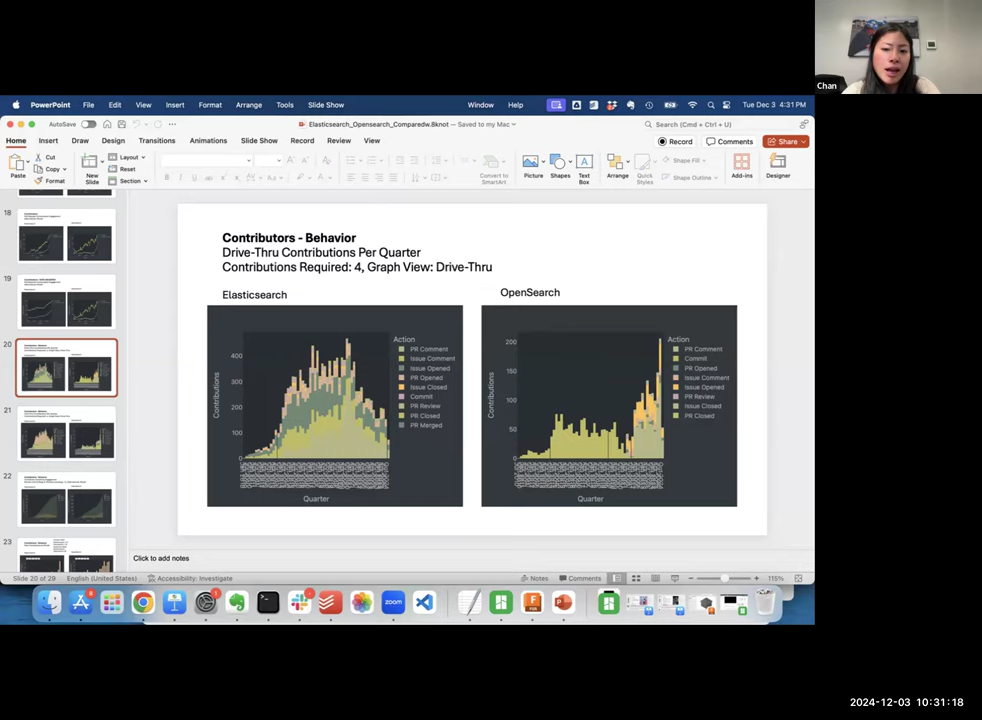 Chan
PowerPoint File Edit View Insert Format Arrange Tools Slide Show Window Help Tue Dec 3 4:31 PM
AutoSave Elasticsearch_Opensearch_Comparedw.8knot — Saved to my Mac Search (Cmd + Ctrl + U)
Home Insert Draw Design Transitions Animations Slide Show Record Review View Record Comments Share
Paste Cut Copy Format New Slide Layout Reset Section Convert to SmartArt Picture Shapes Text Box Arrange Quick Styles Shape Fill Shape Outline Add-ins Designer
18
19
20
21
22
23
Contributors - Behavior
Drive-Thru Contributions Per Quarter
Contributions Required: 4, Graph View: Drive-Thru
Elasticsearch
Contributions
400
300
200
100
0
Quarter
Action
PR Comment
Issue Comment
Issue Opened
PR Opened
Issue Closed
Commit
PR Review
PR Closed
PR Merged
OpenSearch
Contributions
200
150
100
50
0
Quarter
Action
PR Comment
Commit
PR Opened
Issue Comment
Issue Opened
PR Review
Issue Closed
PR Closed
Click to add notes
Slide 20 of 29 English (United States) Accessibility: Investigate Notes Comments 115%
zoom
2024-12-03 10:31:18